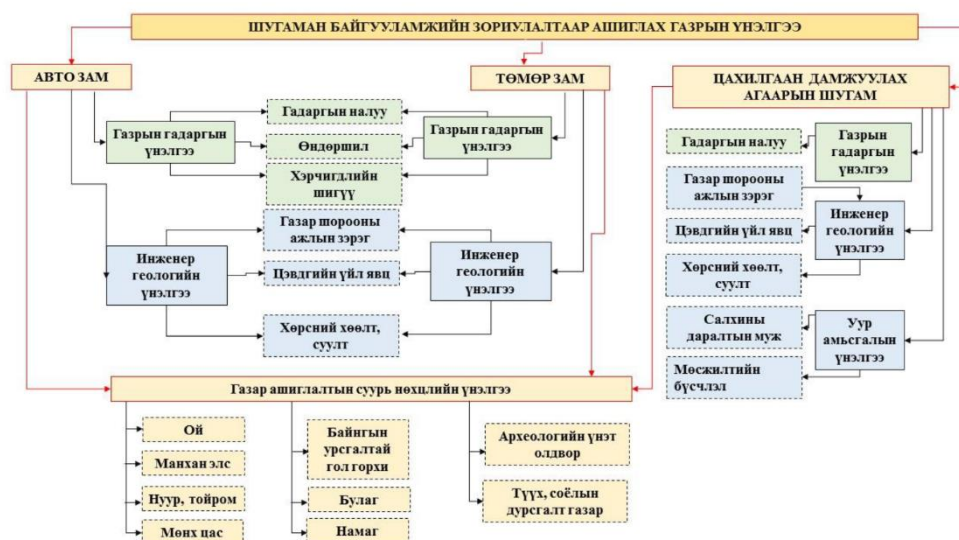 ШУГАМАН БАЙГУУЛАМЖИЙН ЗОРИУЛАЛТААР АШИГЛАХ ГАЗРЫН ҮНЭЛГЭЭ
АВТО ЗАМ
ТӨМӨР ЗАМ
ЦАХИЛГААН ДАМЖУУЛАХ
АГААРЫН ШУГАМ
Газрын гадаргын
үнэлгээ
Гадаргын налуу
Өндөршил
Хэрчигдлийн
шигүү
Газрын гадаргын
үнэлгээ
Инженер
геологийн
үнэлгээ
Газар шорооны
ажлын зэрэг
Цэвдгийн үйл явц
Хөрсний хөөлт,
суулт
Инженер
геологийн
үнэлгээ
Гадаргын налуу
Газрын
гадаргын
үнэлгээ
Газар шорооны
ажлын зэрэг
Цэвдгийн үйл явц
Хөрсний хөөлт,
суулт
Инженер
геологийн
үнэлгээ
Салхины
даралтын муж
Мөсжилтийн
бүсчлэл
Уур
амьсгалын
үнэлгээ
Газар ашиглалтын суурь нөхцлийн үнэлгээ
Ой
Манхан элс
Нуур, тойром
Мөнх цас
Байнгын
урсгалтай
гол горхи
Булаг
Намаг
Археологийн үнэт
олдвор
Түүх, соёлын
дурсгалт газар